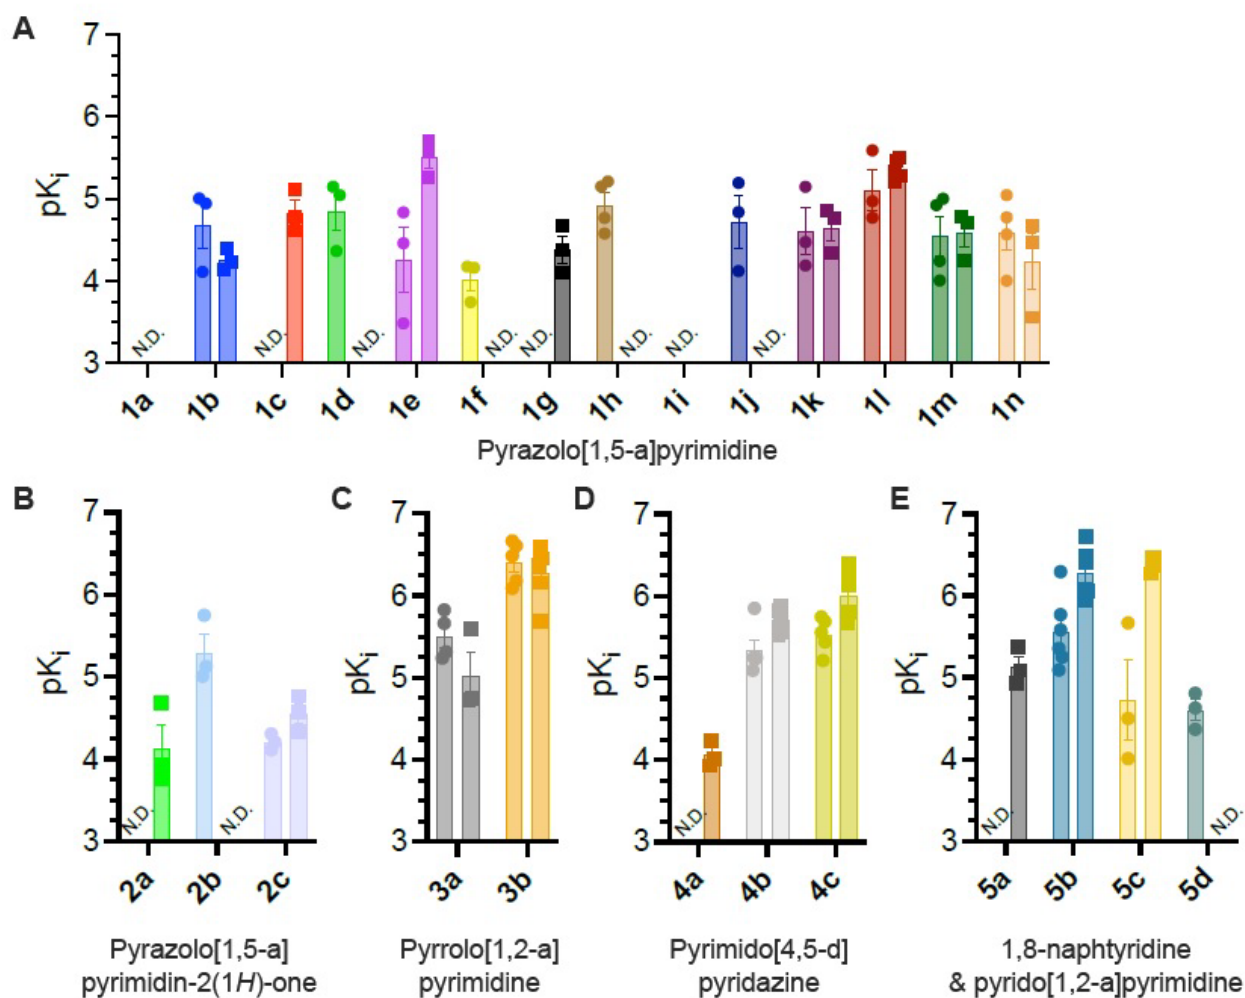 A
7
6
5
4
3
pKi
N.D.
N.D.
N.D.
N.D.
N.D.
N.D.
N.D.
N.D.
1a
1b
1c
1d
1e
1f
1g
1h
1i
1j
1k
1l
1m
1n
Pyrazolo[1,5-a]pyrimidine
B
7
6
5
4
3
pKi
N.D.
N.D.
2a
2b
2c
Pyrazolo[1,5-a]
pyrimidin-2(1H)-one
C
7
6
5
4
3
pKi
3a
3b
Pyrrolo[1,2-a]
pyrimidine
D
7
6
5
4
3
pKi
N.D.
4a
4b
4c
Pyrimido[4,5-d]
pyridazine
E
7
6
5
4
3
pKi
N.D.
N.D.
5a
5b
5c
5d
1,8-naphtyridine
& pyrido[1,2-a]pyrimidine